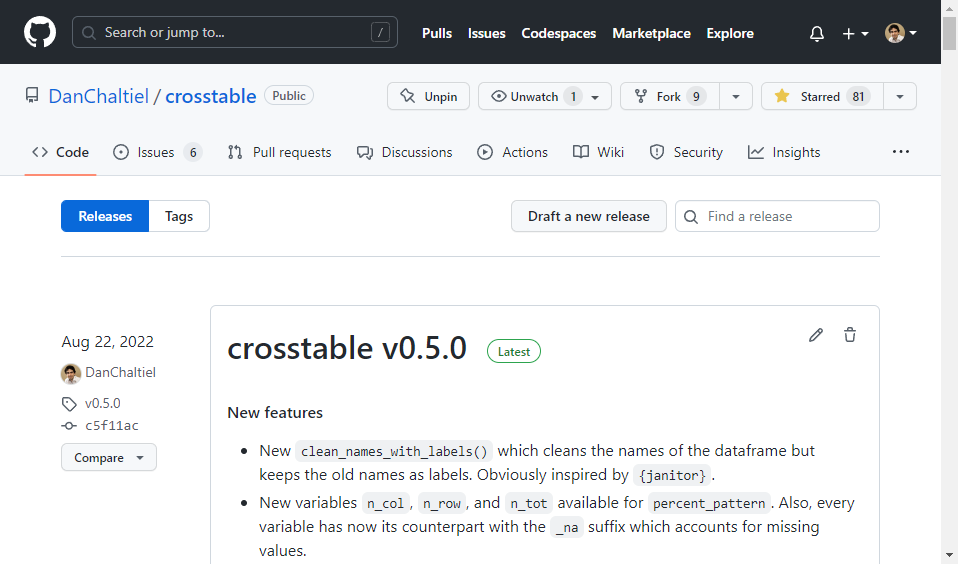 Search or jump to... /
Pulls Issues Codespaces Marketplace Explore
DanChaltiel / crosstable Public
Unpin Unwatch 1 Fork 9 Starred 81
<> Code Issues 6 Pull requests Discussions Actions Wiki Security Insights ...
Releases Tags Draft a new release Find a release
Aug 22, 2022
DanChaltiel
v0.5.0
c5f11ac
Compare
crosstable v0.5.0 Latest
New features
• New clean_names_with_labels() which cleans the names of the dataframe but
keeps the old names as labels. Obviously inspired by {janitor}.
• New variables n_col, n_row, and n_tot available for percent_pattern. Also, every
variable has now its counterpart with the _na suffix which accounts for missing
values.